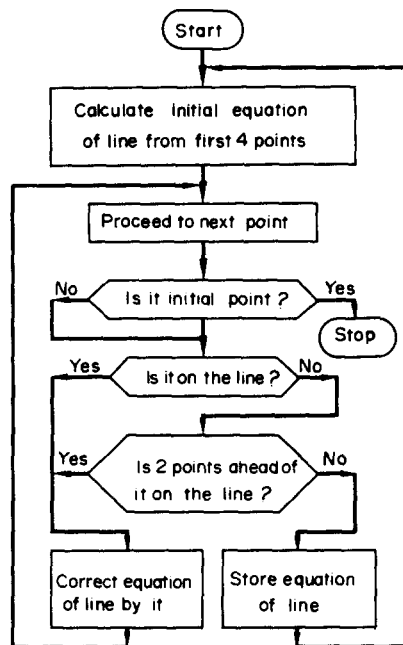 Start
Calculate initial equation
of line from first 4 points
Proceed to next point
No
Is it initial point ?
Yes
Stop
Yes
Is it on the line ?
No
Yes
Is 2 points ahead of
it on the line ?
No
Correct equation
of line by it
Store equation
of line